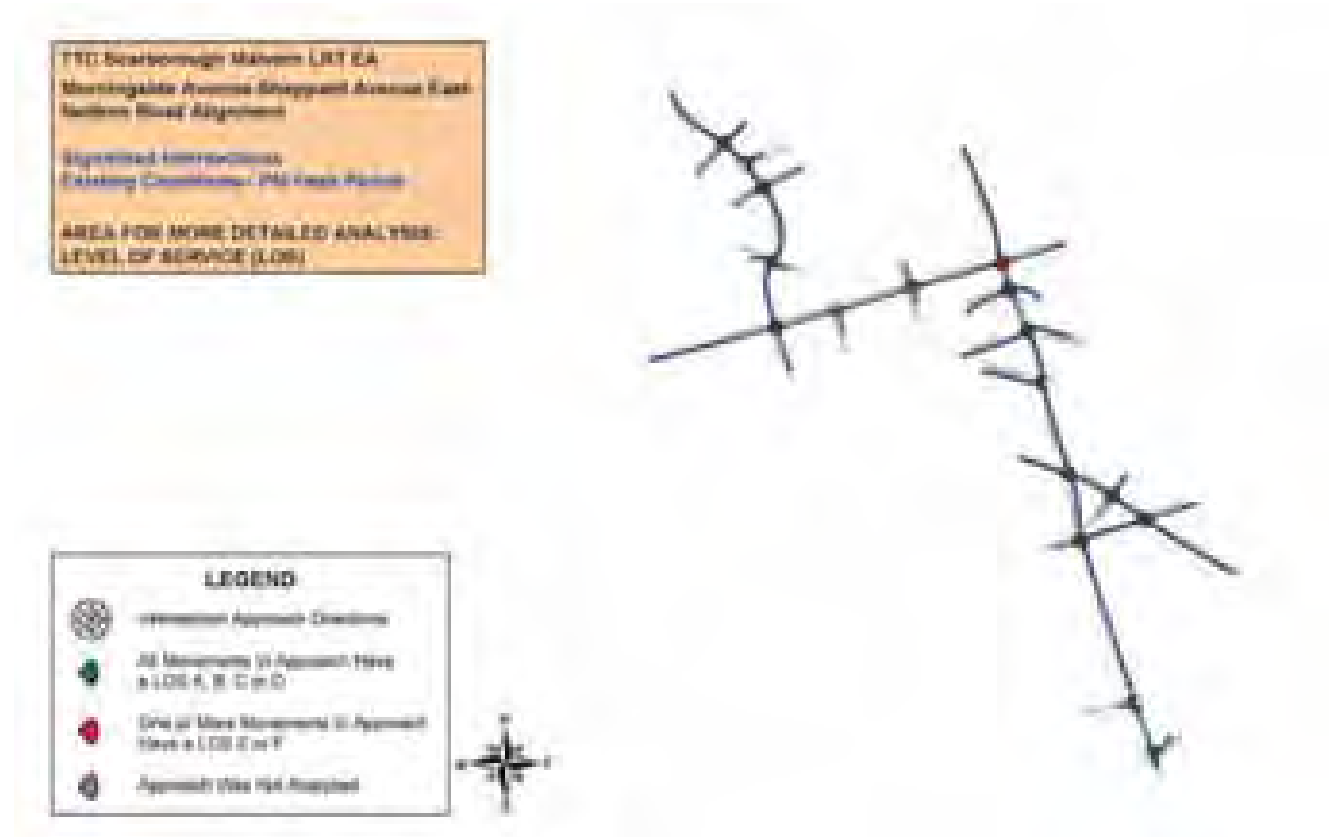 TTC Scarborough Malvern LRT EA
Morningside Avenue-Sheppard Avenue East-
Neilson Road Alignment
Signalized Intersections
Existing Conditions - PM Peak Period
AREA FOR MORE DETAILED ANALYSIS-
LEVEL OF SERVICE (LOS)
LEGEND
Intersection Approach Directions
All Movements in Approach Have
a LOS A, B, C or D
One or More Movements in Approach
Have a LOS E or F
Approach Was Not Analyzed